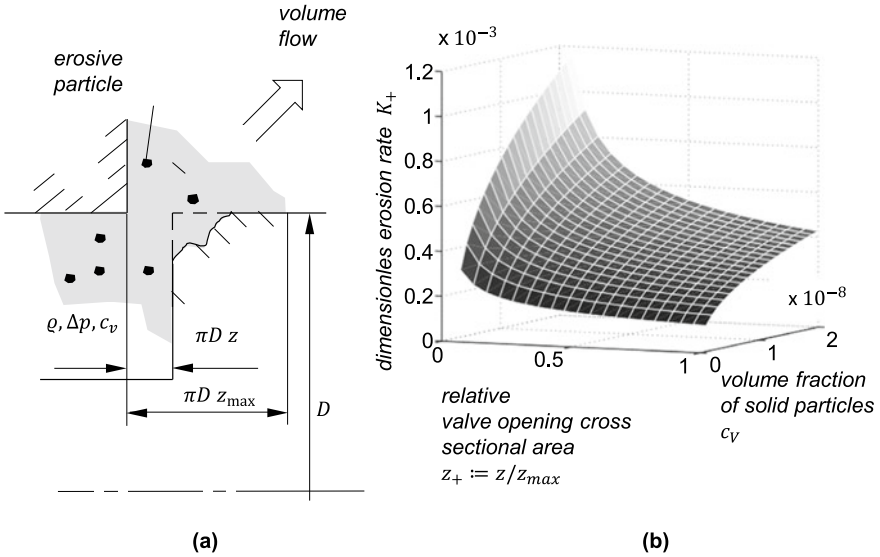 erosive
particle
volume
flow
ϱ, Δp, c_v
πD z
πD z_max
D
(a)
× 10⁻³
dimensionles erosion rate K₊
1.2
1
0.8
0.6
0.4
0.2
0
0
0.5
1
0
1
2
× 10⁻⁸
relative
valve opening cross
sectional area
z₊ ≔ z/z_max
volume fraction
of solid particles
c_V
(b)